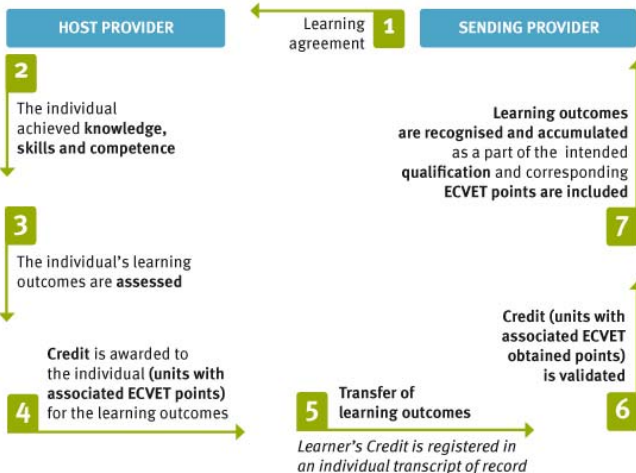 HOST PROVIDER
Learning
agreement
1
SENDING PROVIDER
2
The individual
achieved knowledge,
skills and competence
3
The individual's learning
outcomes are assessed
Credit is awarded to
the individual (units with
associated ECVET points)
for the learning outcomes
4
5
Transfer of
learning outcomes
Learner's Credit is registered in
an individual transcript of record
Credit (units with
associated ECVET
obtained points)
is validated
6
Learning outcomes
are recognised and accumulated
as a part of the intended
qualification and corresponding
ECVET points are included
7